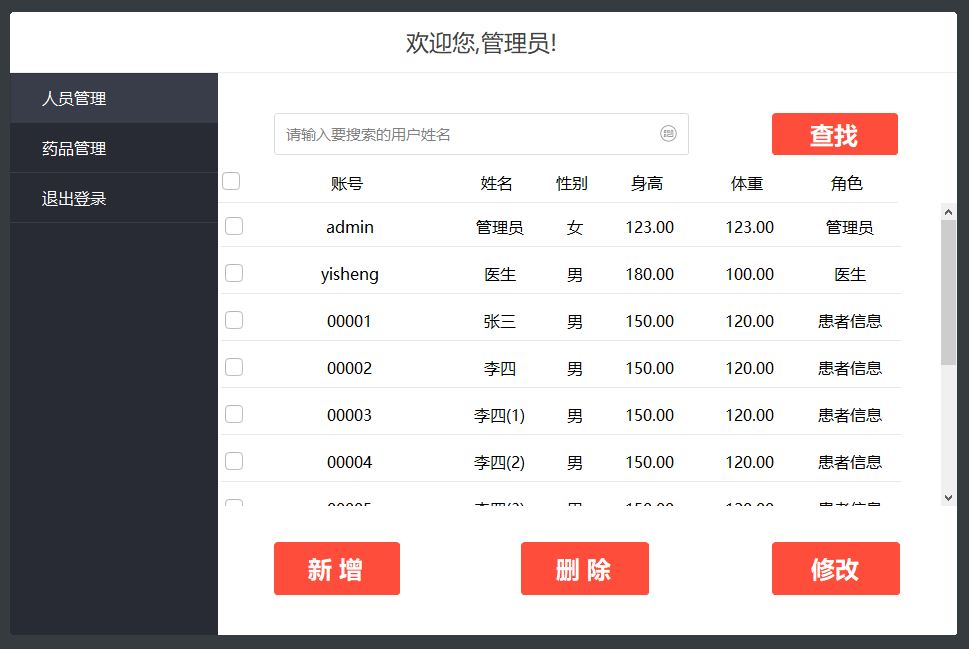 欢迎您,管理员!
人员管理
药品管理
退出登录
请输入要搜索的用户姓名
查找
账号 姓名 性别 身高 体重 角色
admin 管理员 女 123.00 123.00 管理员
yisheng 医生 男 180.00 100.00 医生
00001 张三 男 150.00 120.00 患者信息
00002 李四 男 150.00 120.00 患者信息
00003 李四(1) 男 150.00 120.00 患者信息
00004 李四(2) 男 150.00 120.00 患者信息
新 增
删 除
修改